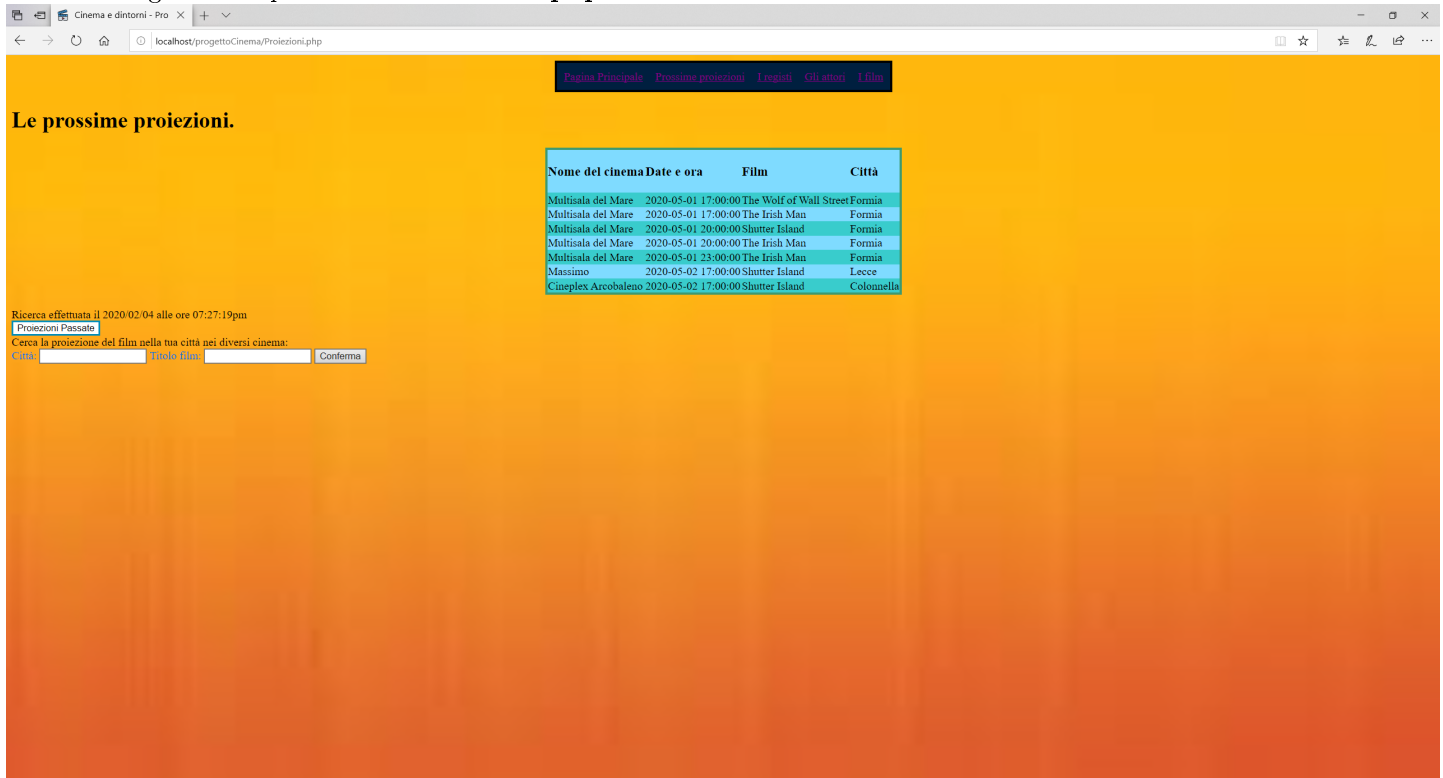 Cinema e dintorni - Pro
localhost/progettoCinema/Proiezioni.php
Pagina Principale Prossime proiezioni I registi Gli attori I film
Le prossime proiezioni.
Nome del cinema Date e ora Film Città
Multisala del Mare 2020-05-01 17:00:00 The Wolf of Wall Street Formia
Multisala del Mare 2020-05-01 17:00:00 The Irish Man Formia
Multisala del Mare 2020-05-01 20:00:00 Shutter Island Formia
Multisala del Mare 2020-05-01 20:00:00 The Irish Man Formia
Multisala del Mare 2020-05-01 23:00:00 The Irish Man Formia
Massimo 2020-05-02 17:00:00 Shutter Island Lecce
Cineplex Arcobaleno 2020-05-02 17:00:00 Shutter Island Colonnella
Ricerca effettuata il 2020/02/04 alle ore 07:27:19pm
Proiezioni Passate
Cerca la proiezione del film nella tua città nei diversi cinema:
Città: Titolo film: Conferma